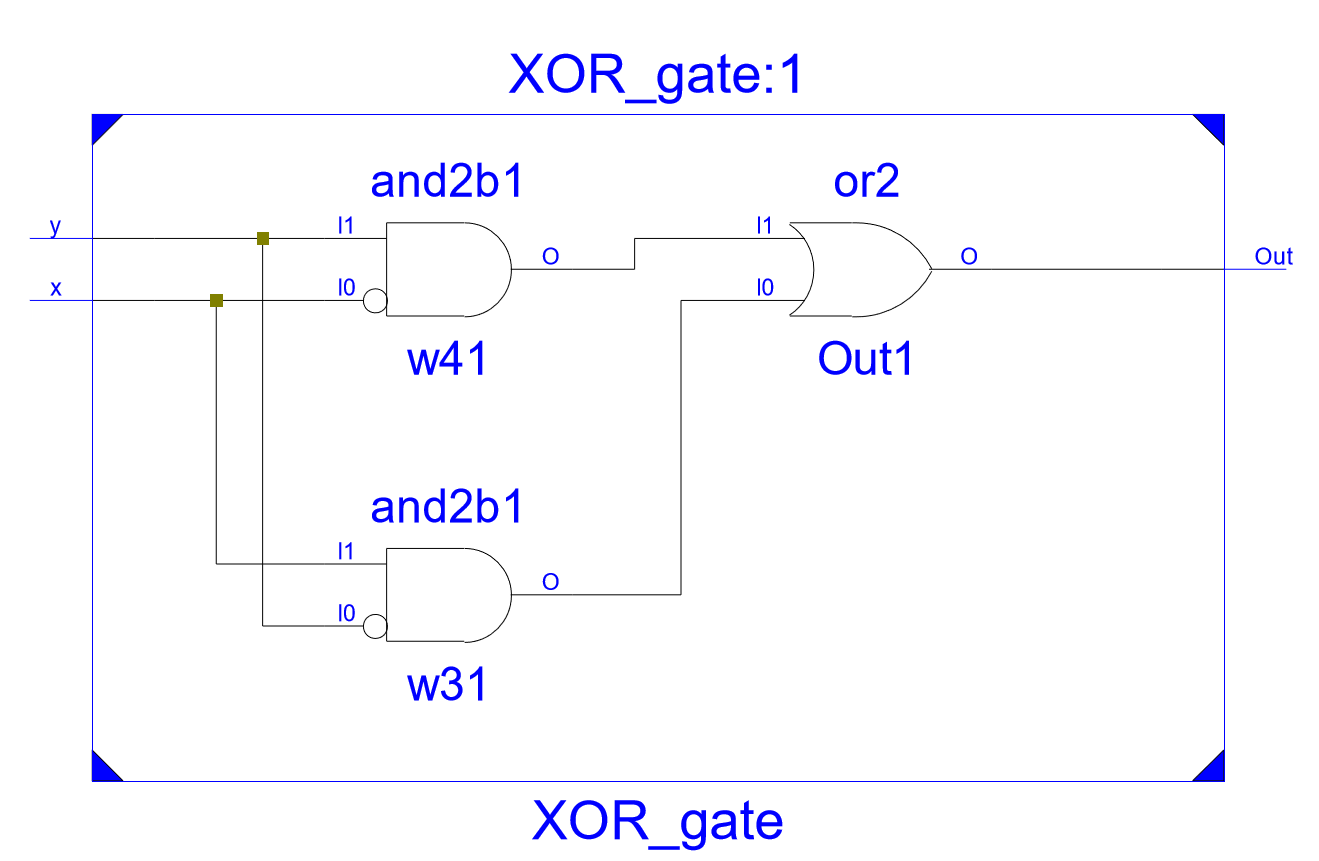 XOR_gate:1
and2b1
or2
y
I1
O
I1
O
Out
x
I0
I0
w41
Out1
and2b1
I1
O
I0
w31
XOR_gate